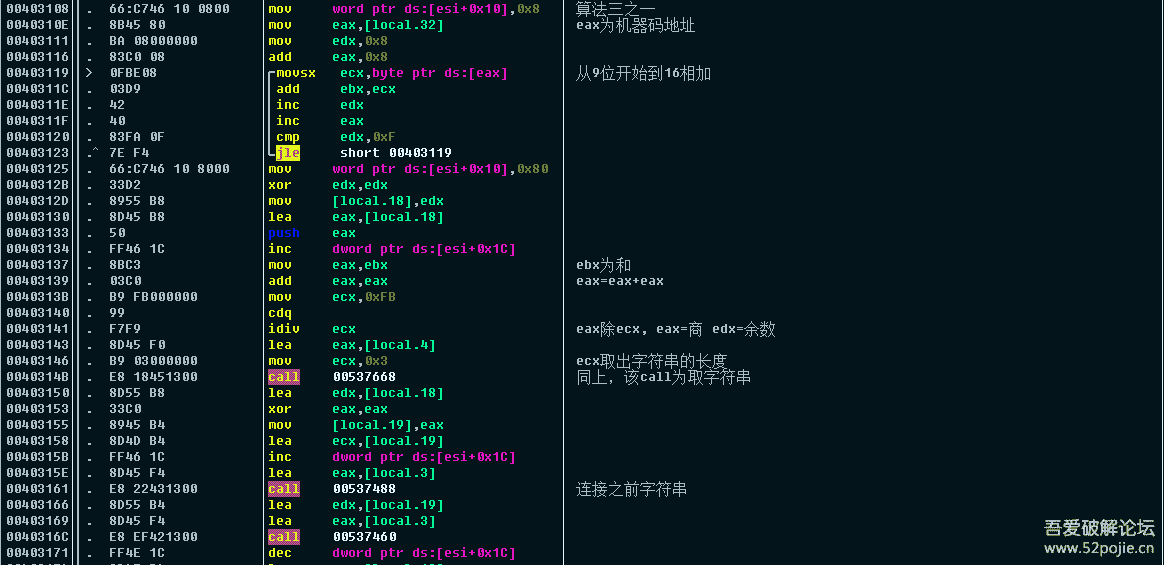 00403108 . 66:C746 10 0800 mov word ptr ds:[esi+0x10],0x8 算法三之一
0040310E . 8B45 80 mov eax,[local.32] eax为机器码地址
00403111 . BA 08000000 mov edx,0x8
00403116 . 83C0 08 add eax,0x8
00403119 > 0FBE08 movsx ecx,byte ptr ds:[eax] 从9位开始到16相加
0040311C . 03D9 add ebx,ecx
0040311E . 42 inc edx
0040311F . 40 inc eax
00403120 . 83FA 0F cmp edx,0xF
00403123 .^ 7E F4 jle short 00403119
00403125 . 66:C746 10 8000 mov word ptr ds:[esi+0x10],0x80
0040312B . 33D2 xor edx,edx
0040312D . 8955 B8 mov [local.18],edx
00403130 . 8D45 B8 lea eax,[local.18]
00403133 . 50 push eax
00403134 . FF46 1C inc dword ptr ds:[esi+0x1C]
00403137 . 8BC3 mov eax,ebx ebx为和
00403139 . 03C0 add eax,eax eax=eax+eax
0040313B . B9 FB000000 mov ecx,0xFB
00403140 . 99 cdq
00403141 . F7F9 idiv ecx eax除ecx, eax=商 edx=余数
00403143 . 8D45 F0 lea eax,[local.4]
00403146 . B9 03000000 mov ecx,0x3 ecx取出字符串的长度
0040314B . E8 18451300 call 00537668 同上，该call为取字符串
00403150 . 8D55 B8 lea edx,[local.18]
00403153 . 33C0 xor eax,eax
00403155 . 8945 B4 mov [local.19],eax
00403158 . 8D4D B4 lea ecx,[local.19]
0040315B . FF46 1C inc dword ptr ds:[esi+0x1C]
0040315E . 8D45 F4 lea eax,[local.3]
00403161 . E8 22431300 call 00537488 连接之前字符串
00403166 . 8D55 B4 lea edx,[local.19]
00403169 . 8D45 F4 lea eax,[local.3]
0040316C . E8 EF421300 call 00537460
00403171 . FF4E 1C dec dword ptr ds:[esi+0x1C]
吾爱破解论坛
www.52pojie.cn